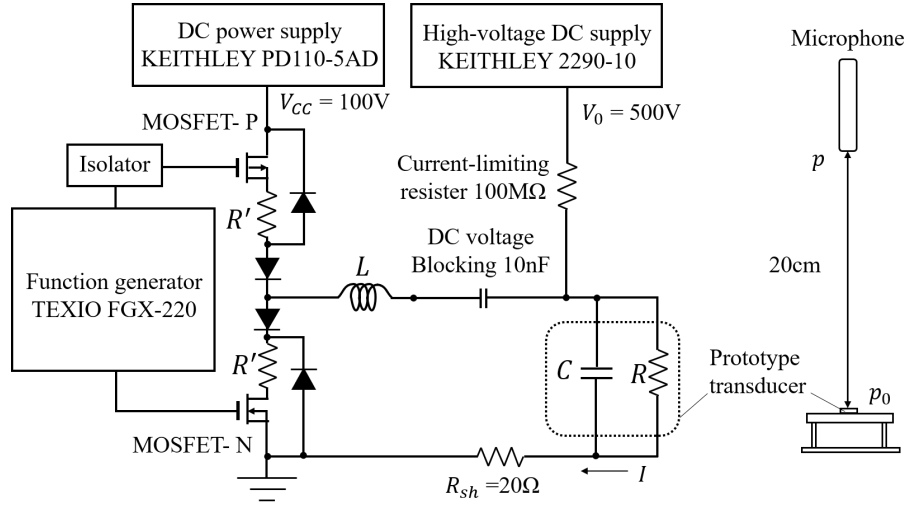 DC power supply
KEITHLEY PD110-5AD
High-voltage DC supply
KEITHLEY 2290-10
Microphone
V_CC = 100V
V_0 = 500V
MOSFET- P
Isolator
Current-limiting
resister 100MΩ
p
R′
DC voltage
Blocking 10nF
L
20cm
Function generator
TEXIO FGX-220
R′
C
R
Prototype
transducer
p_0
MOSFET- N
R_sh =20Ω
I